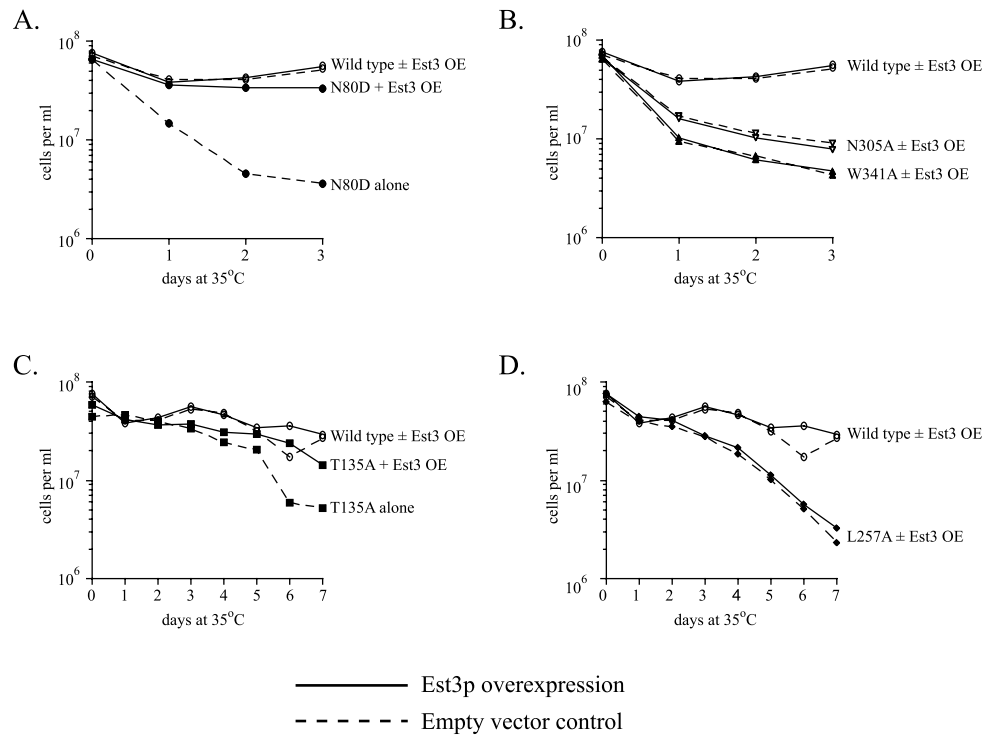 A.
10^8
10^7
10^6
cells per ml
Wild type ± Est3 OE
N80D + Est3 OE
N80D alone
0 1 2 3
days at 35°C
B.
10^8
10^7
10^6
cells per ml
Wild type ± Est3 OE
N305A ± Est3 OE
W341A ± Est3 OE
0 1 2 3
days at 35°C
C.
10^8
10^7
10^6
cells per ml
Wild type ± Est3 OE
T135A + Est3 OE
T135A alone
0 1 2 3 4 5 6 7
days at 35°C
D.
10^8
10^7
10^6
cells per ml
Wild type ± Est3 OE
L257A ± Est3 OE
0 1 2 3 4 5 6 7
days at 35°C
Est3p overexpression
Empty vector control